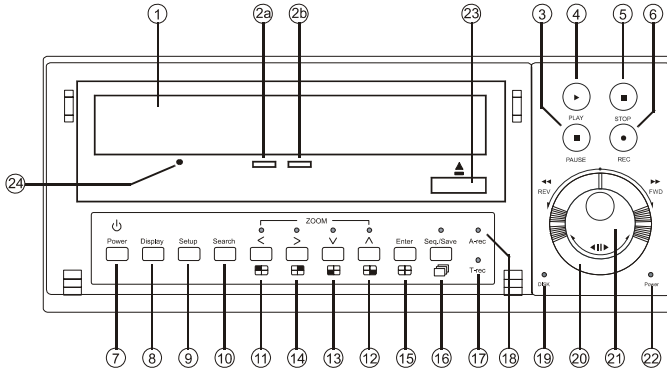 1
2a
2b
23
3
4
5
6
PLAY
STOP
PAUSE
REC
24
REV
FWD
ZOOM
Power
Display
Setup
Search
<
>
∨
∧
Enter
Seq./Save
A-rec
T-rec
DISK
Power
7
8
9
10
11
14
13
12
15
16
17
18
19
20
21
22